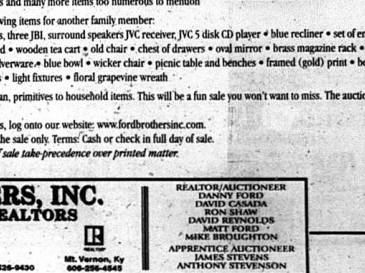 s and many more items too numerous to mention
wing items for another family member:
s, three JBL, surround speakers JVC receiver, JVC 5 disk CD player • blue recliner • set of
d • wooden tea cart • old chair • chest of drawers • oval mirror • brass magazine rack •
verware • blue bowl • wicker chair • picnic table and benches • framed (gold) print •
s • light fixtures • floral grapevine wreath
an, primitives to household items. This will be a fun sale you won't want to miss. The
s, log onto our website: www.fordbrothersinc.com.
he sale only. Terms: Cash or check in full day of sale.
f sale take precedence over printed matter.
ERS, INC.
EALTORS
REALTOR
Mt. Vernon, Ky
606-256-4545
REALTOR/AUCTIONEER
DANNY FORD
DAVID CASADA
RON SHAW
DAVID REYNOLDS
MATT FORD
MIKE BROUGHTON
APPRENTICE AUCTIONEER
JAMES STEVENS
ANTHONY STEVENSON